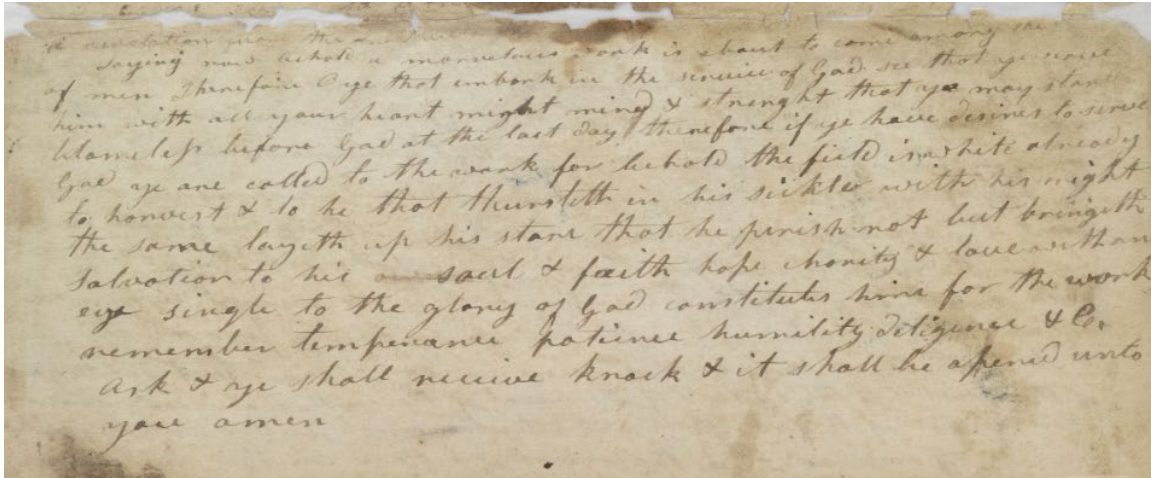 A revelation
saying now behold a marvelous work is about to come among the
of men Therefore O ye that embark in the service of God see that ye serve
him with all your heart might mind & strenght that ye may stand
blameless before God at the last day therefore if ye have desires to serve
God ye are called to the work for behold the field is white already
to harvest & lo he that thursteth in his sickle with his might
the same layeth up his store that he perish not but bringeth
salvation to his soul & faith hope charity & love with an
eye single to the glory of God constitutes him for the work
remember temperance patience humility diligence & C.
Ask & ye shall receive knock & it shall be opened unto
you amen